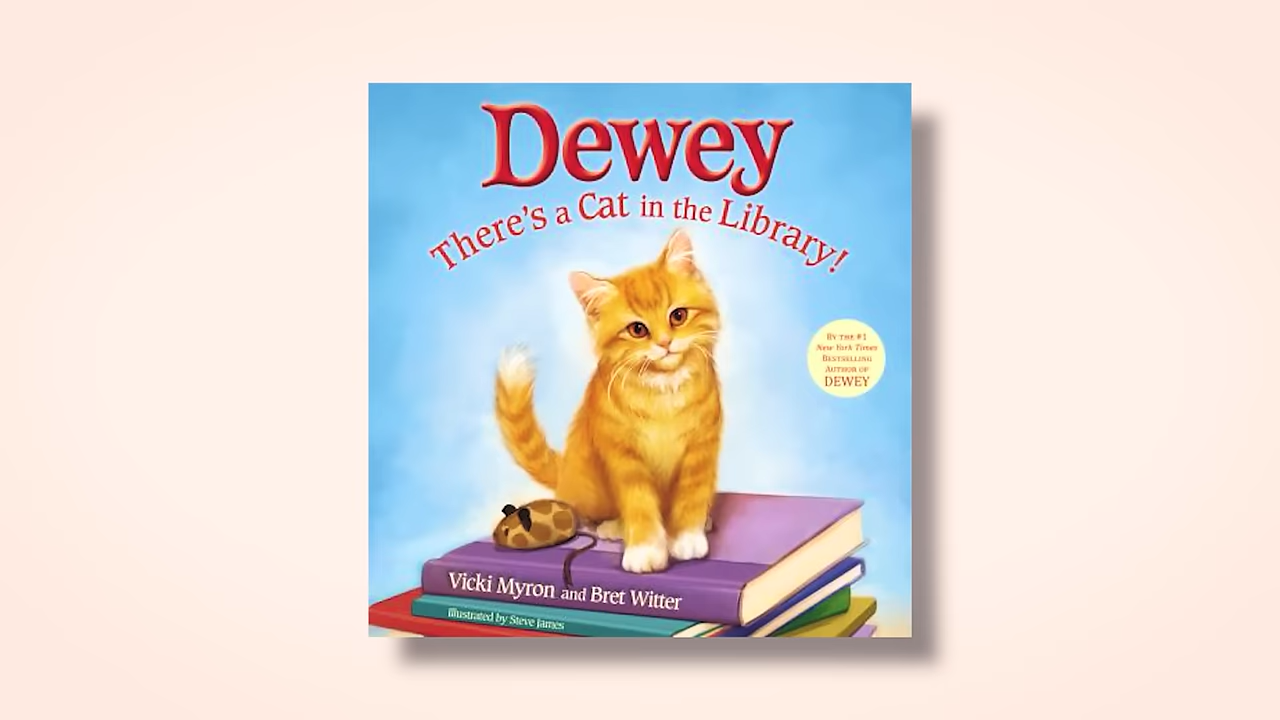 Dewey
There's a Cat in the Library!
By the #1
New York Times
Bestselling
Author of
DEWEY
Vicki Myron and Bret Witter
Illustrated by Steve James